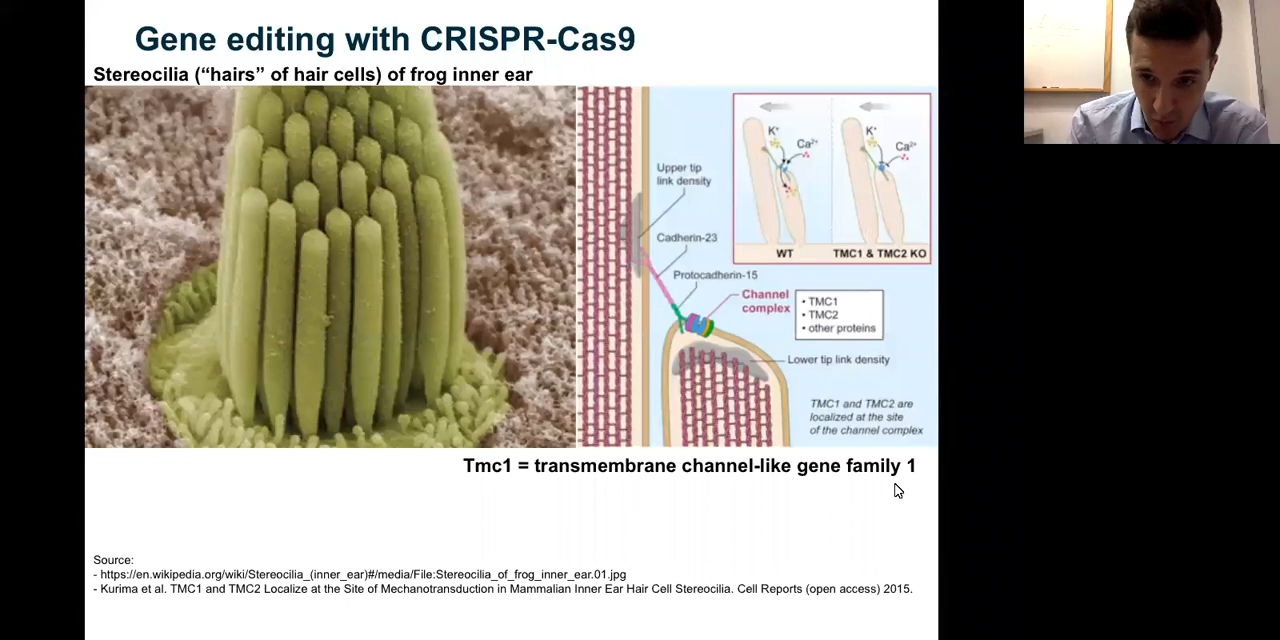 Gene editing with CRISPR-Cas9
Stereocilia (“hairs” of hair cells) of frog inner ear
Upper tip
link density
Cadherin-23
Protocadherin-15
Channel
complex
• TMC1
• TMC2
• other proteins
Lower tip link density
TMC1 and TMC2 are
localized at the site
of the channel complex
K⁺
Ca²⁺
K⁺
Ca²⁺
WT
TMC1 & TMC2 KO
Tmc1 = transmembrane channel-like gene family 1
Source:
- https://en.wikipedia.org/wiki/Stereocilia_(inner_ear)#/media/File:Stereocilia_of_frog_inner_ear.01.jpg
- Kurima et al. TMC1 and TMC2 Localize at the Site of Mechanotransduction in Mammalian Inner Ear Hair Cell Stereocilia. Cell Reports (open access) 2015.